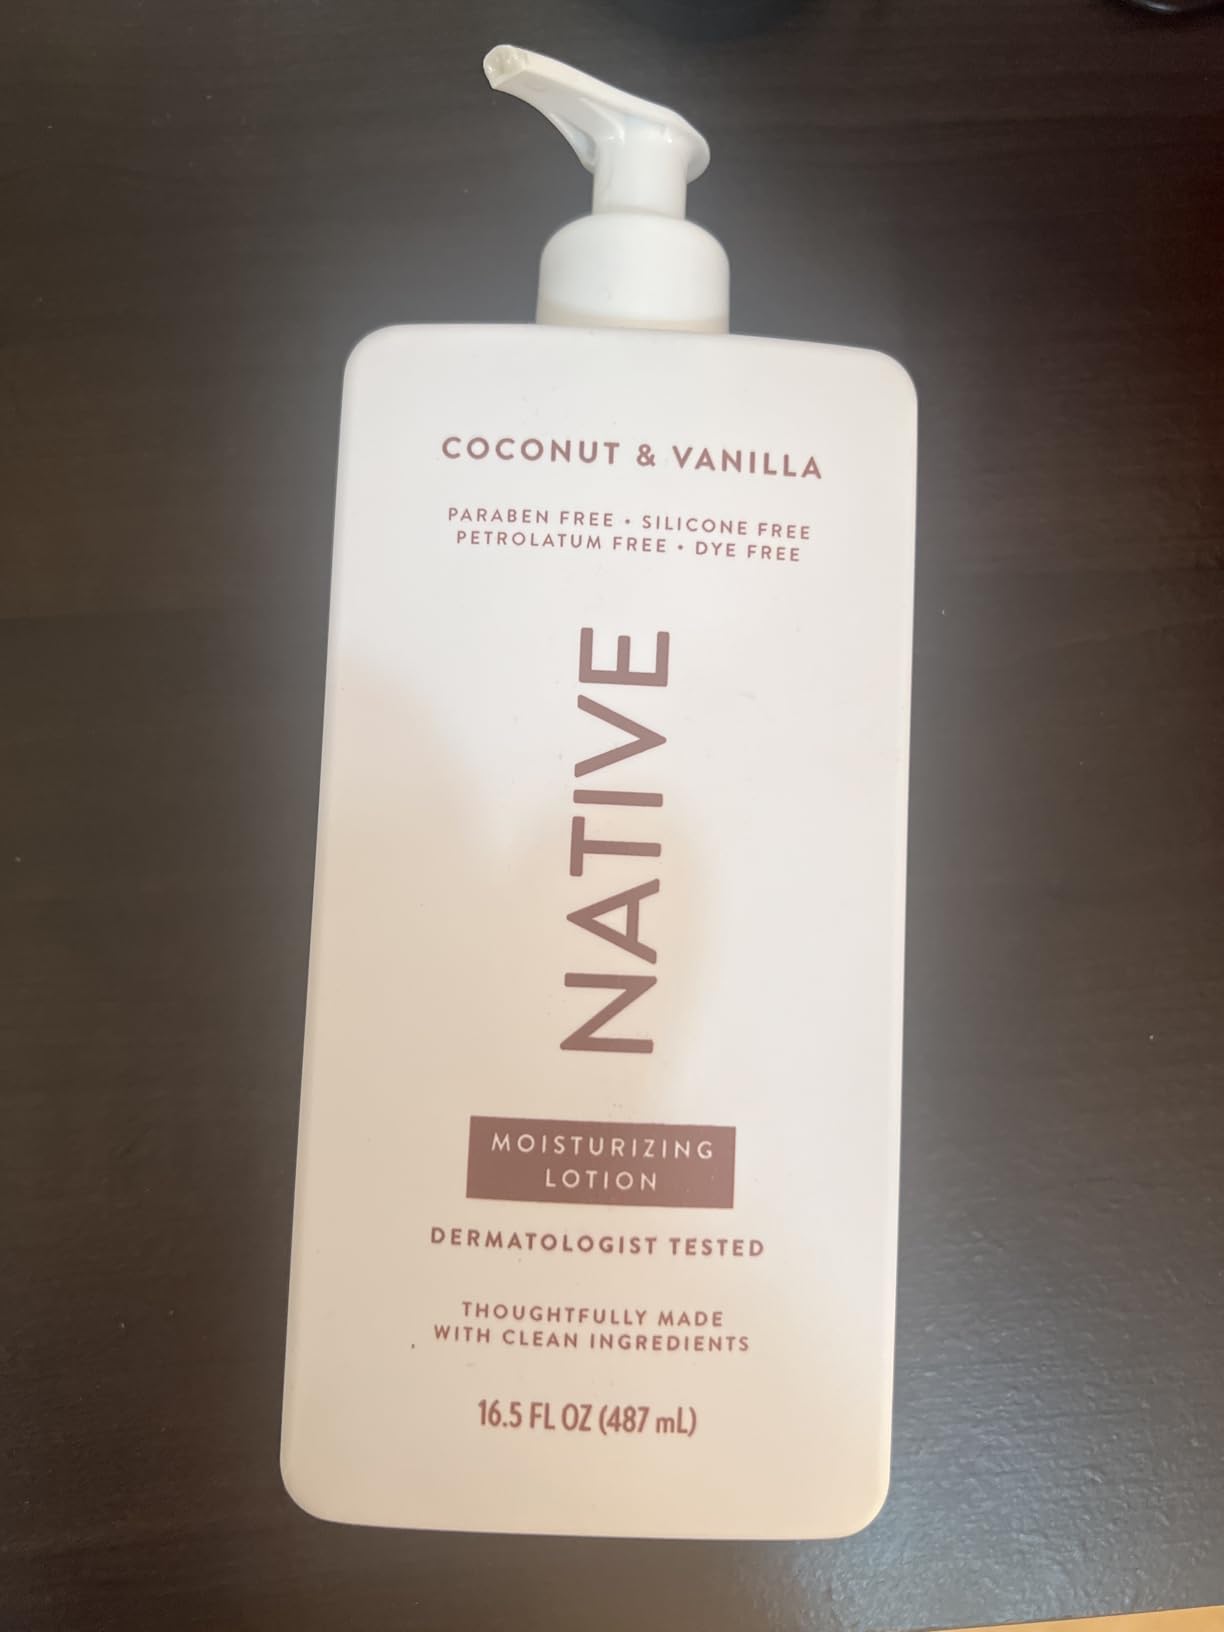 COCONUT & VANILLA
PARABEN FREE • SILICONE FREE
PETROLATUM FREE • DYE FREE
NATIVE
MOISTURIZING
LOTION
DERMATOLOGIST TESTED
THOUGHTFULLY MADE
WITH CLEAN INGREDIENTS
16.5 FL OZ (487 mL)